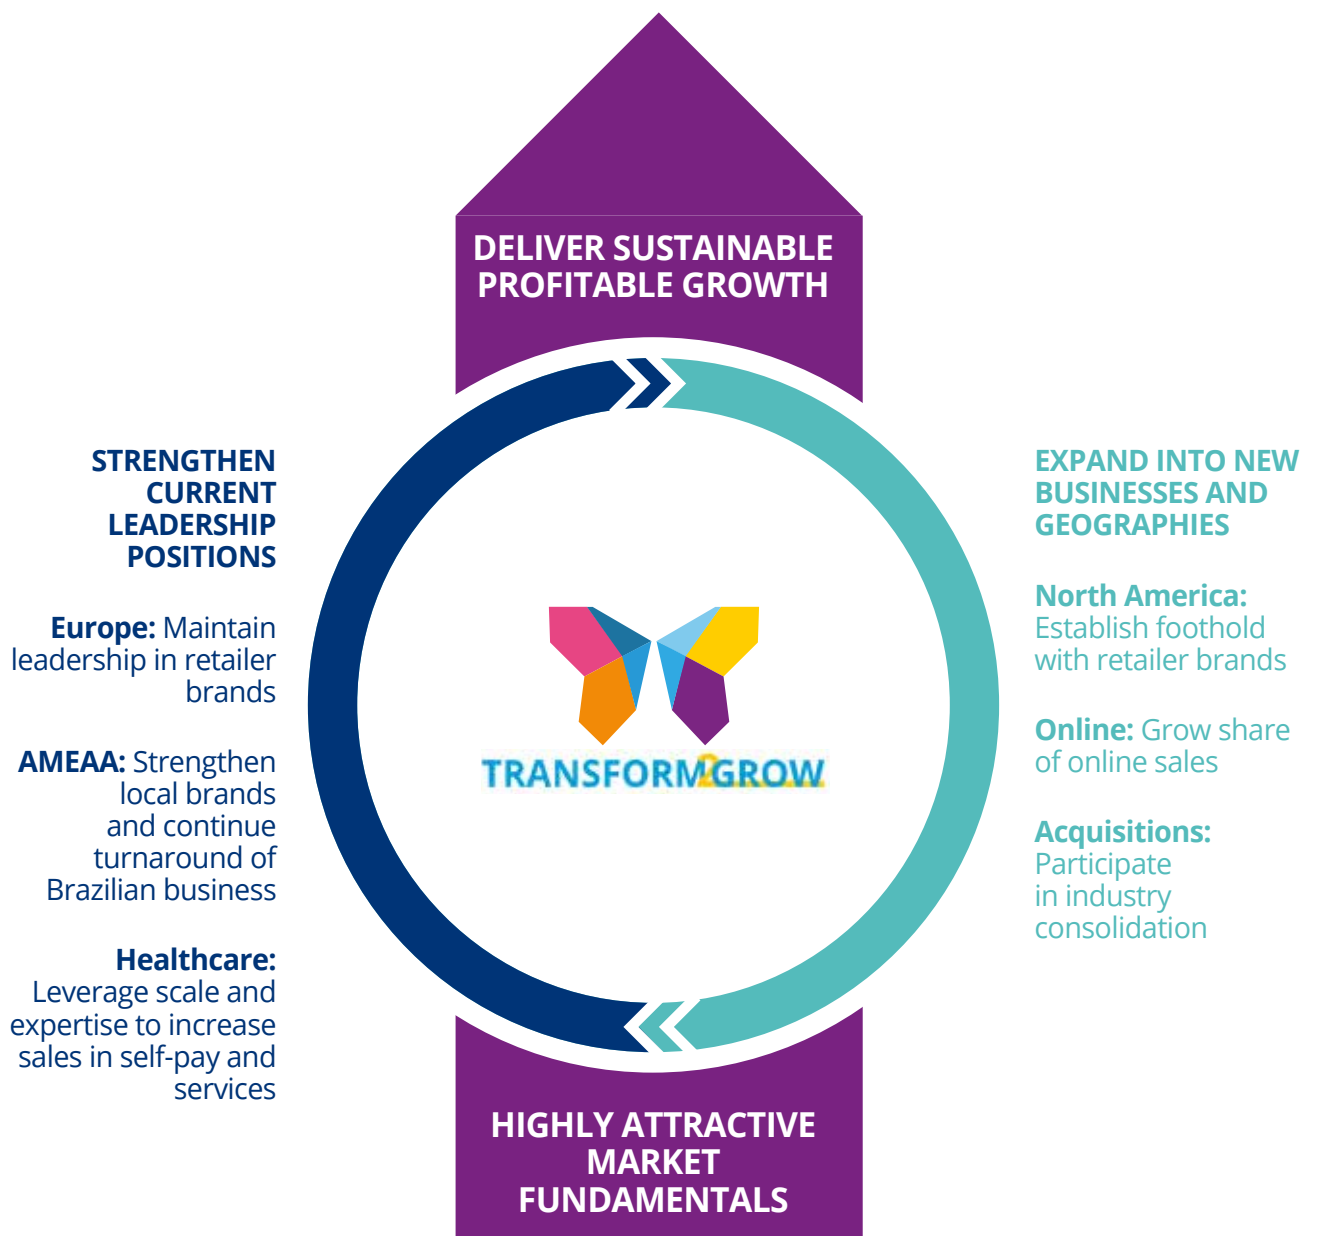 DELIVER SUSTAINABLE
PROFITABLE GROWTH
STRENGTHEN
CURRENT
LEADERSHIP
POSITIONS
Europe: Maintain
leadership in retailer
brands
AMEAA: Strengthen
local brands
and continue
turnaround of
Brazilian business
Healthcare:
Leverage scale and
expertise to increase
sales in self-pay and
services
TRANSFORM2GROW
EXPAND INTO NEW
BUSINESSES AND
GEOGRAPHIES
North America:
Establish foothold
with retailer brands
Online: Grow share
of online sales
Acquisitions:
Participate
in industry
consolidation
HIGHLY ATTRACTIVE
MARKET
FUNDAMENTALS